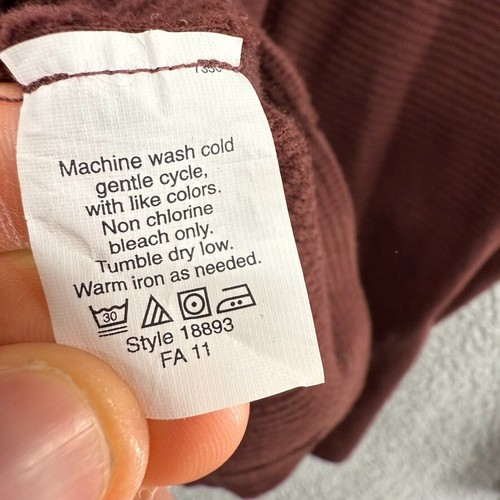 Machine wash cold
gentle cycle,
with like colors.
Non chlorine
bleach only.
Tumble dry low.
Warm iron as needed.
30
Style 18893
FA 11